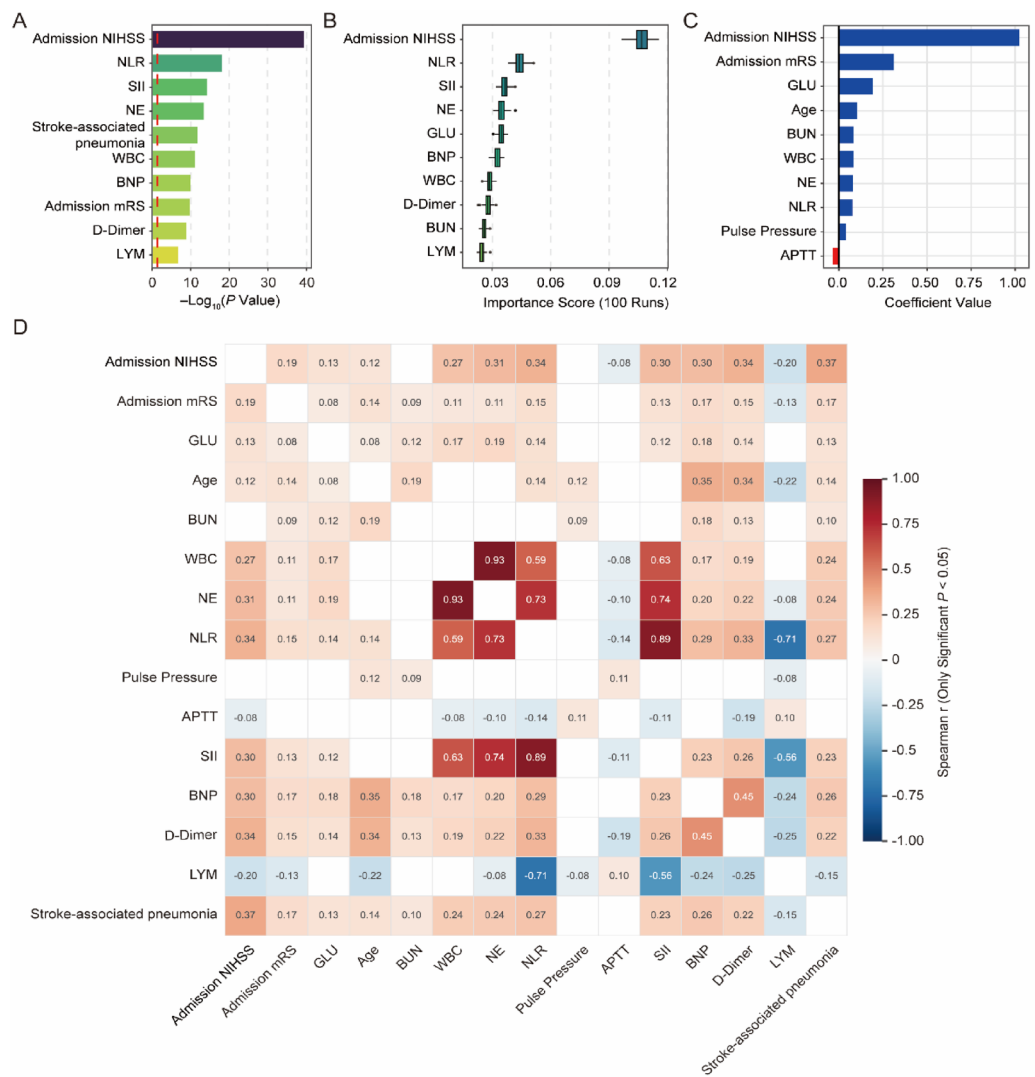 A
Admission NIHSS
NLR
SII
NE
Stroke-associated
pneumonia
WBC
BNP
Admission mRS
D-Dimer
LYM
0 10 20 30 40
–Log10(P Value)
B
Admission NIHSS
NLR
SII
NE
GLU
BNP
WBC
D-Dimer
BUN
LYM
0.03 0.06 0.09 0.12
Importance Score (100 Runs)
C
Admission NIHSS
Admission mRS
GLU
Age
BUN
WBC
NE
NLR
Pulse Pressure
APTT
0.0 0.25 0.50 0.75 1.00
Coefficient Value
D
Admission NIHSS 0.19 0.13 0.12 0.27 0.31 0.34 -0.08 0.30 0.30 0.34 -0.20 0.37
Admission mRS 0.19 0.08 0.14 0.09 0.11 0.11 0.15 0.13 0.17 0.15 -0.13 0.17
GLU 0.13 0.08 0.08 0.12 0.17 0.19 0.14 0.12 0.18 0.14 0.13
Age 0.12 0.14 0.08 0.19 0.14 0.12 0.35 0.34 -0.22 0.14
BUN 0.09 0.12 0.19 0.09 0.18 0.13 0.10
WBC 0.27 0.11 0.17 0.93 0.59 -0.08 0.63 0.17 0.19 0.24
NE 0.31 0.11 0.19 0.93 0.73 -0.10 0.74 0.20 0.22 -0.08 0.24
NLR 0.34 0.15 0.14 0.14 0.59 0.73 -0.14 0.89 0.29 0.33 -0.71 0.27
Pulse Pressure 0.12 0.09 0.11 -0.08
APTT -0.08 -0.08 -0.10 -0.14 0.11 -0.11 -0.19 0.10
SII 0.30 0.13 0.12 0.63 0.74 0.89 -0.11 0.23 0.26 -0.56 0.23
BNP 0.30 0.17 0.18 0.35 0.18 0.17 0.20 0.29 0.23 0.45 -0.24 0.26
D-Dimer 0.34 0.15 0.14 0.34 0.13 0.19 0.22 0.33 -0.19 0.26 0.45 -0.25 0.22
LYM -0.20 -0.13 -0.22 -0.08 -0.71 -0.08 0.10 -0.56 -0.24 -0.25 -0.15
Stroke-associated pneumonia 0.37 0.17 0.13 0.14 0.10 0.24 0.24 0.27 0.23 0.26 0.22 -0.15
Admission NIHSS
Admission mRS
GLU
Age
BUN
WBC
NE
NLR
Pulse Pressure
APTT
SII
BNP
D-Dimer
LYM
Stroke-associated pneumonia
1.00
0.75
0.5
0.25
0
-0.25
-0.5
-0.75
-1.00
Spearman r (Only Significant P < 0.05)